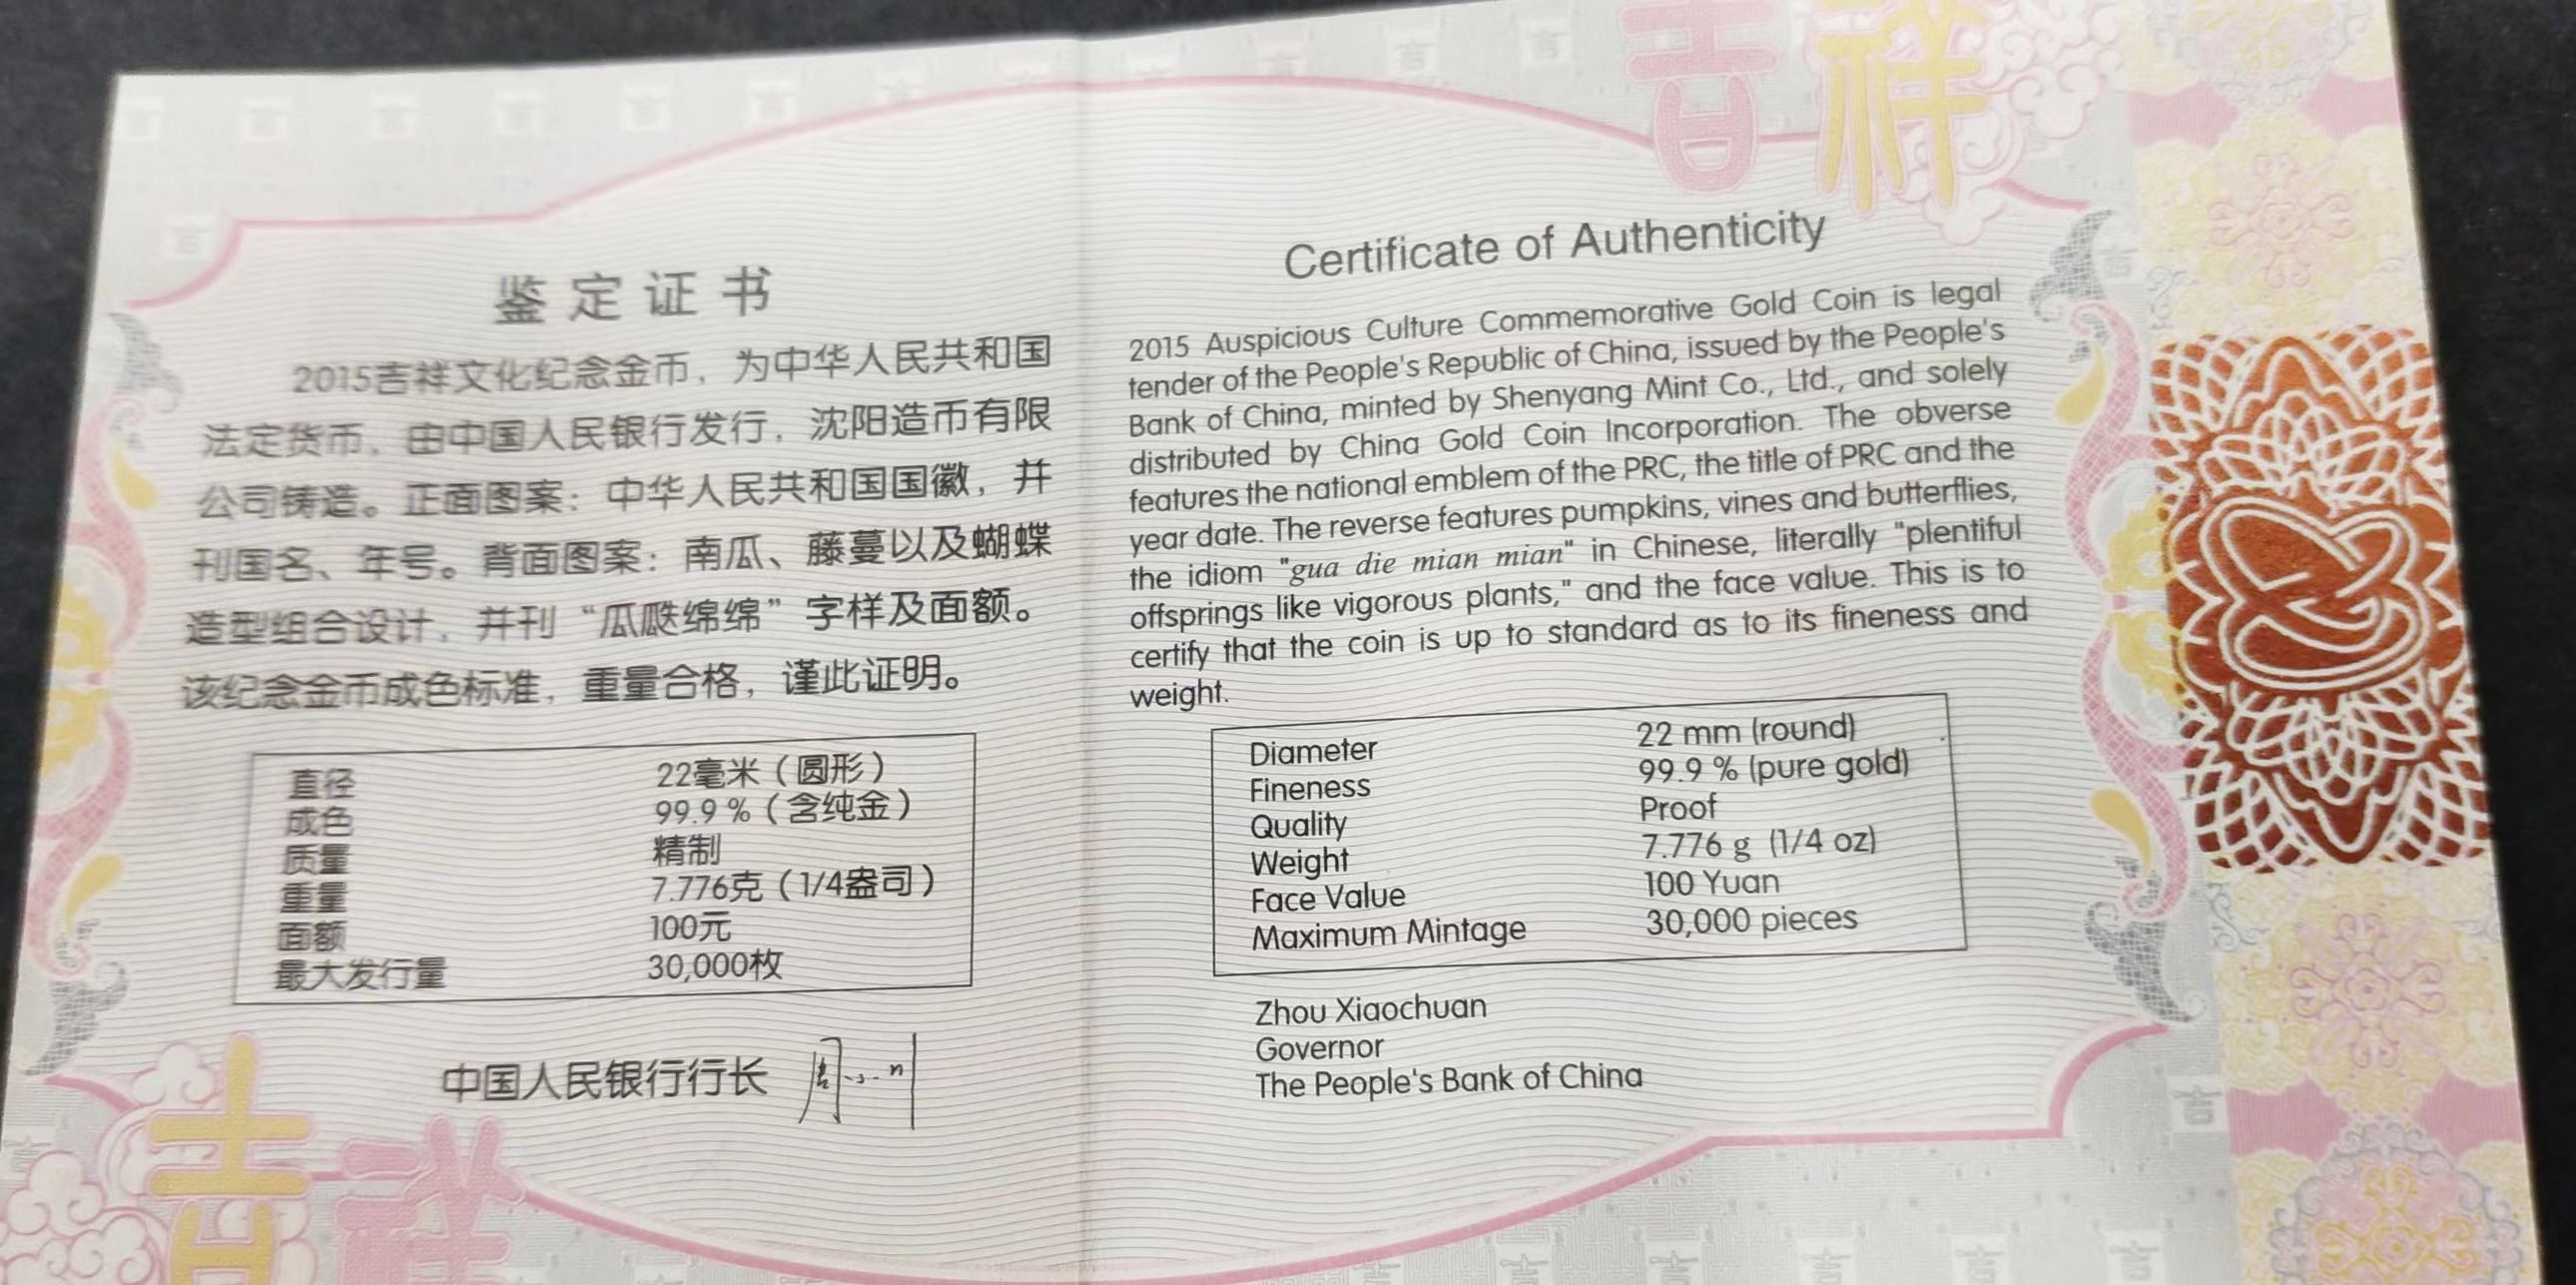 吉祥
鉴定证书
2015吉祥文化纪念金币，为中华人民共和国
法定货币，由中国人民银行发行，沈阳造币有限
公司铸造。正面图案：中华人民共和国国徽，并
刊国名、年号。背面图案：南瓜、藤蔓以及蝴蝶
造型组合设计，并刊“瓜瓞绵绵”字样及面额。
该纪念金币成色标准，重量合格，谨此证明。
直径 22毫米（圆形）
成色 99.9％（含纯金）
质量 精制
重量 7.776克（1/4盎司）
面额 100元
最大发行量 30,000枚
中国人民银行行长
吉祥
Certificate of Authenticity
2015 Auspicious Culture Commemorative Gold Coin is legal
tender of the People's Republic of China, issued by the People's
Bank of China, minted by Shenyang Mint Co., Ltd., and solely
distributed by China Gold Coin Incorporation. The obverse
features the national emblem of the PRC, the title of PRC and the
year date. The reverse features pumpkins, vines and butterflies,
the idiom "gua die mian mian" in Chinese, literally "plentiful
offsprings like vigorous plants," and the face value. This is to
certify that the coin is up to standard as to its fineness and
weight.
Diameter 22 mm (round)
Fineness 99.9 % (pure gold)
Quality Proof
Weight 7.776 g (1/4 oz)
Face Value 100 Yuan
Maximum Mintage 30,000 pieces
Zhou Xiaochuan
Governor
The People's Bank of China